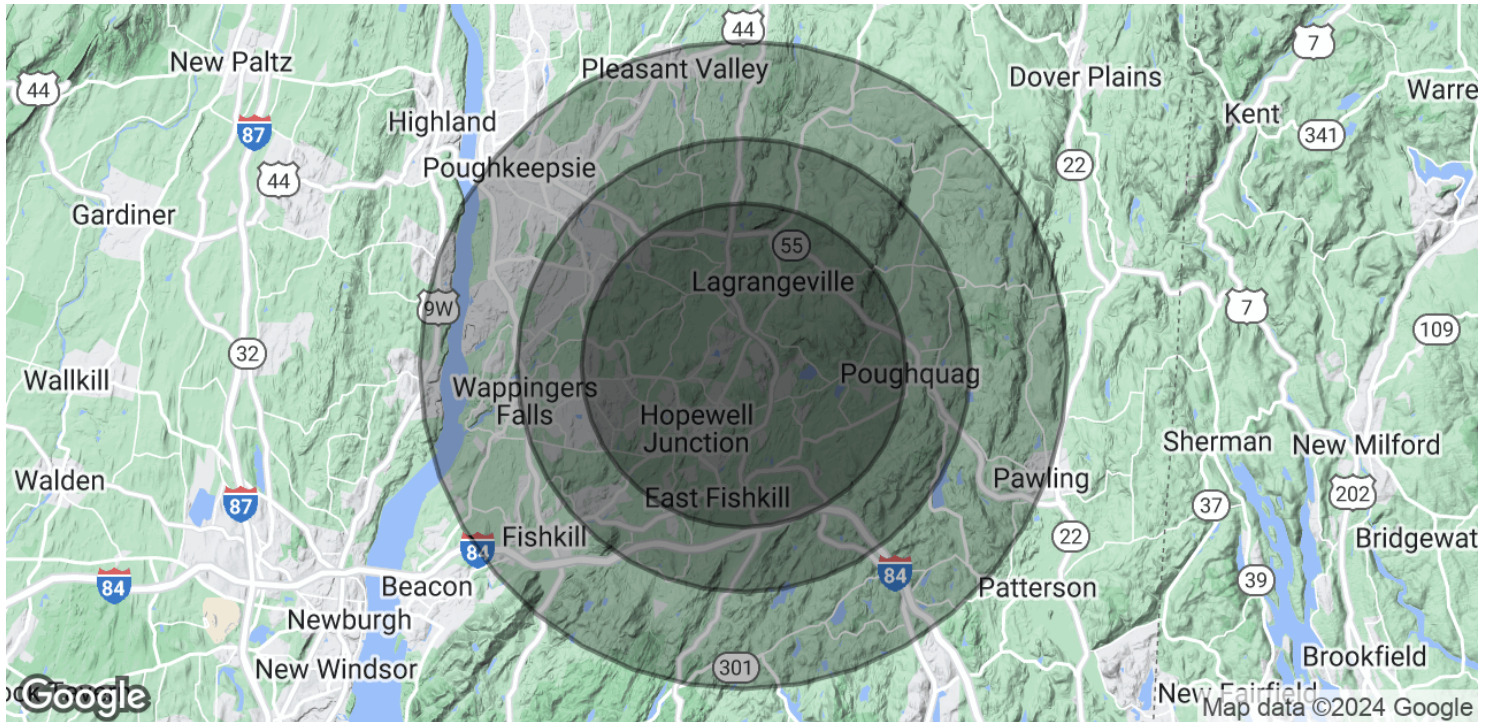 44
7
New Paltz
Pleasant Valley
Dover Plains
44
Warre
Kent
Highland
87
341
Poughkeepsie
22
44
Gardiner
55
Lagrangeville
9W
7
109
32
Wallkill
Poughquag
Wappingers
Falls
Hopewell
Junction
Sherman
New Milford
Walden
Pawling
East Fishkill
202
87
37
Fishkill
22
Bridgewat
84
84
84
39
Beacon
Patterson
Newburgh
New Windsor
301
Brookfield
ook Tavern
Google
New Fairfield
Map data ©2024 Google